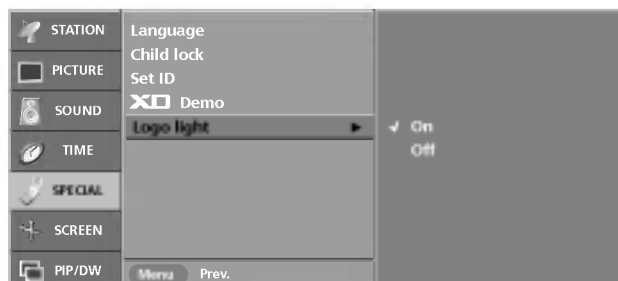 STATION
PICTURE
SOUND
TIME
SPECIAL
SCREEN
PIP/DW
Language
Child lock
Set ID
XD Demo
Logo light
Menu Prev.
On
Off